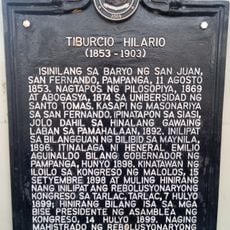 TIBURCIO HILARIO
(1853-1903)
ISINILANG SA BARYO NG SAN JUAN,
SAN FERNANDO, PAMPANGA, 11 AGOSTO
1853. NAGTAPOS NG PILOSOPIYA, 1869
AT ABOGASYA, 1874 SA UNIBERSIDAD NG
SANTO TOMAS. KASAPI NG MASONARIYA
SA SAN FERNANDO. IPINATAPON SA SIASI,
JOLO DAHIL SA HINALANG GAWAING
LABAN SA PAMAHALAAN, 1892. INILIPAT
SA BILANGGUAN NG BILIBID SA MAYNILA
1896. ITINALAGA NI HENERAL EMILIO
AGUINALDO BILANG GOBERNADOR NG
PAMPANGA, HUNYO 1898. KINATAWAN NG
ILOILO SA KONGRESO NG MALOLOS, 15
SETYEMBRE 1898 AT MULING HINIRANG
NANG INILIPAT ANG REBOLUSYONARYONG
KONGRESO SA TARLAC, TARLAC, 7 HULYO
1899; HINIRANG BILANG ISA SA MGA
BISE PRESIDENTE NG ASAMBLEA NG
KONGRESO, 14 HULYO 1899. NAGING
MAHISTRADO NG REBOLUSYONARYONG